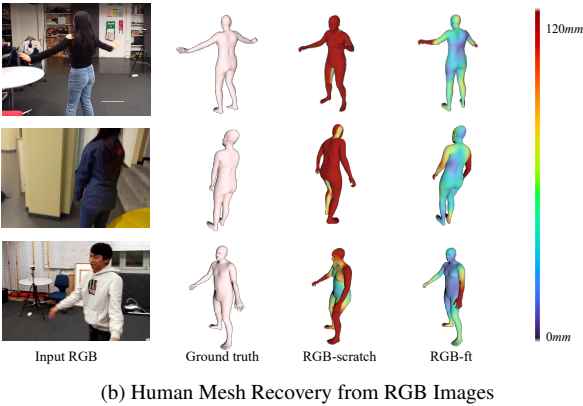 120mm
0mm
Input RGB Ground truth RGB-scratch RGB-ft
(b) Human Mesh Recovery from RGB Images